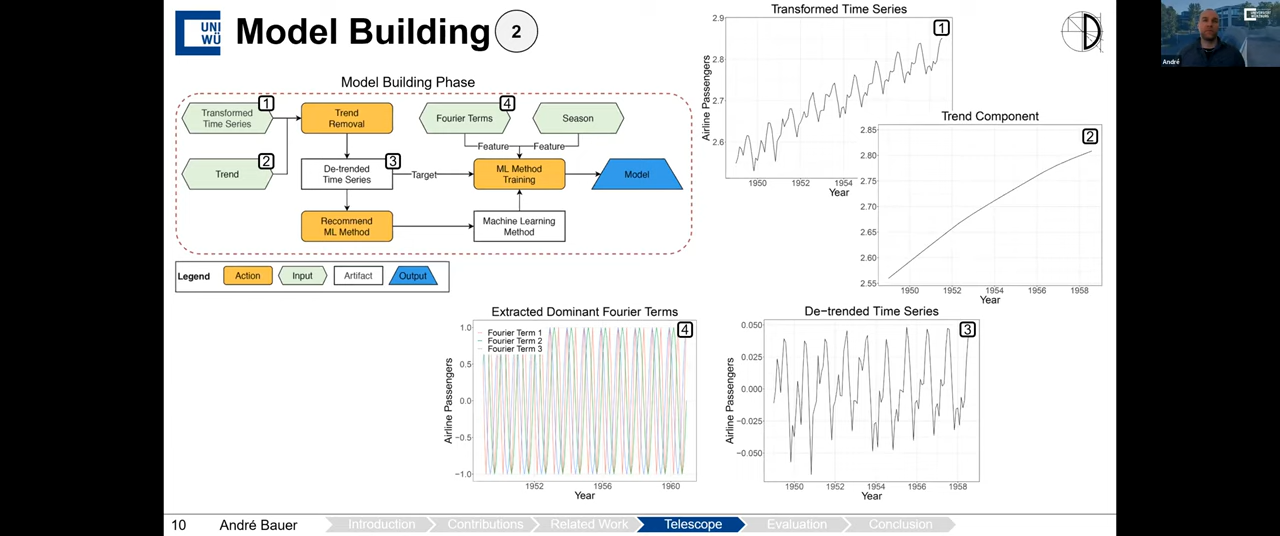 UNI
WÜ
Model Building
2
Model Building Phase
Transformed
Time Series
1
Trend
Removal
Fourier Terms
4
Season
Feature
Feature
Trend
2
De-trended
Time Series
3
Target
ML Method
Training
Model
Recommend
ML Method
Machine Learning
Method
Legend
Action
Input
Artifact
Output
Transformed Time Series
1
2.9
2.8
2.7
2.6
Airline Passengers
1950
1952
1954
Year
Trend Component
2
2.85
2.80
2.75
2.70
2.65
2.60
2.55
1950
1952
1954
1956
1958
Year
Extracted Dominant Fourier Terms
4
Fourier Term 1
Fourier Term 2
Fourier Term 3
1.0
0.5
0.0
−0.5
−1.0
Airline Passengers
1952
1956
1960
Year
De−trended Time Series
3
0.050
0.025
0.000
−0.025
−0.050
Airline Passengers
1950
1952
1954
1956
1958
Year
10
André Bauer
Introduction
Contributions
Related Work
Telescope
Evaluation
Conclusion
André